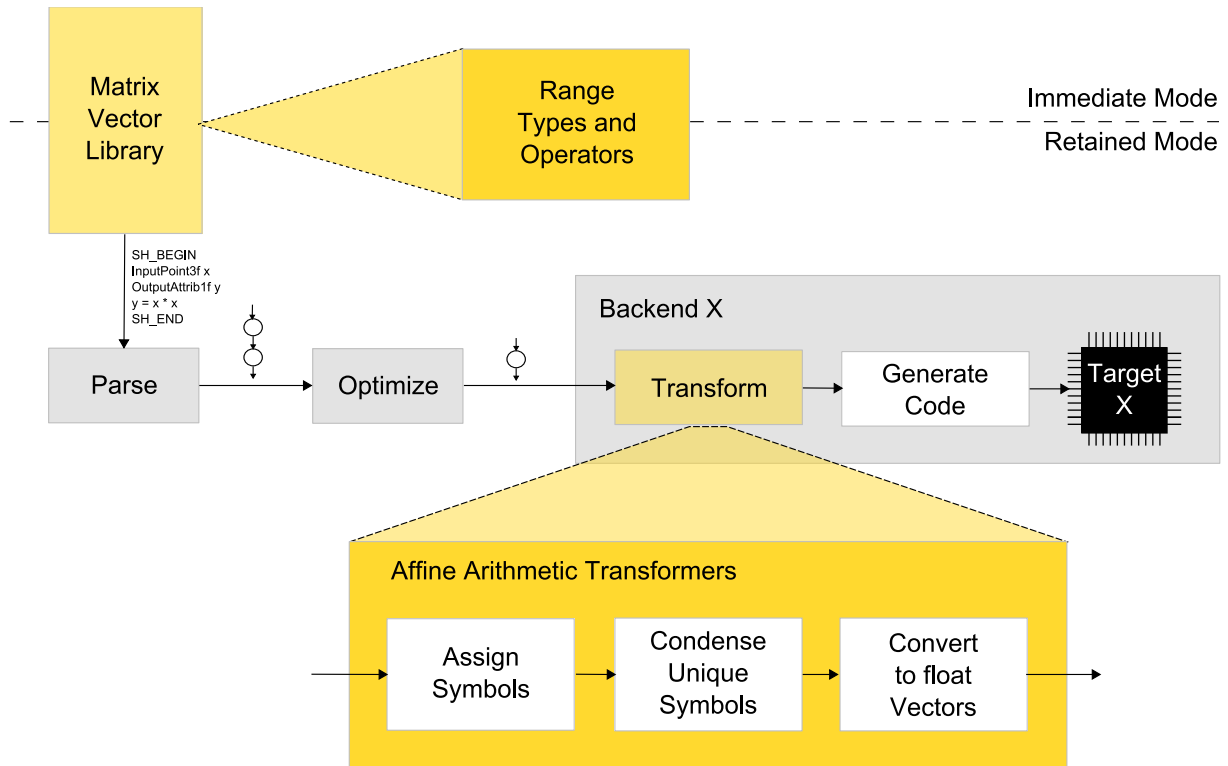 Matrix
Vector
Library
Range
Types and
Operators
Immediate Mode
Retained Mode
SH_BEGIN
InputPoint3f x
OutputAttrib1f y
y = x * x
SH_END
Backend X
Parse
Optimize
Transform
Generate
Code
Target
X
Affine Arithmetic Transformers
Assign
Symbols
Condense
Unique
Symbols
Convert
to float
Vectors